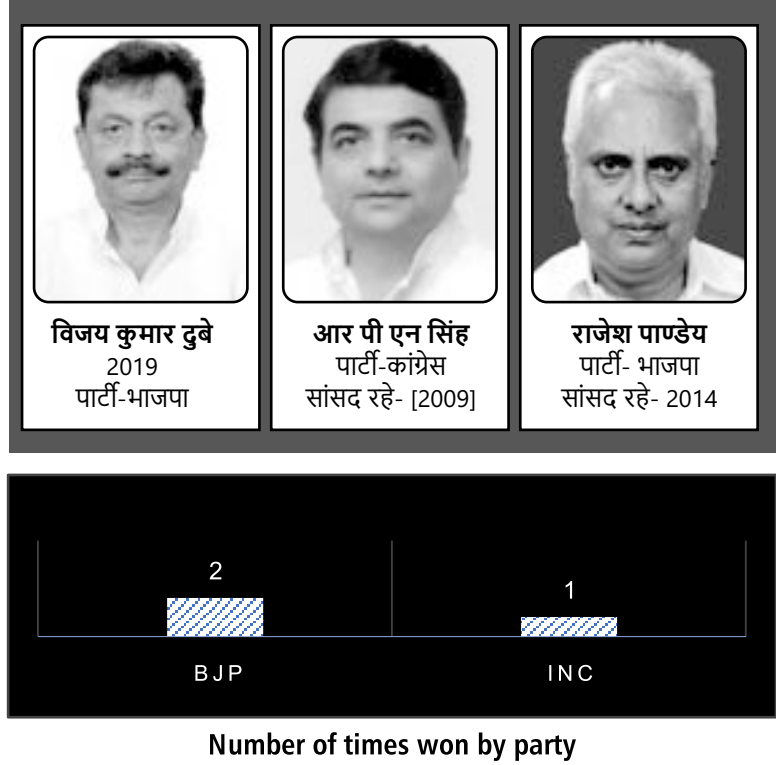 विजय कुमार दुबे
2019
पार्टी-भाजपा
आर पी एन सिंह
पार्टी-कांग्रेस
सांसद रहे- [2009]
राजेश पाण्डेय
पार्टी- भाजपा
सांसद रहे- 2014
2
1
BJP
INC
Number of times won by party